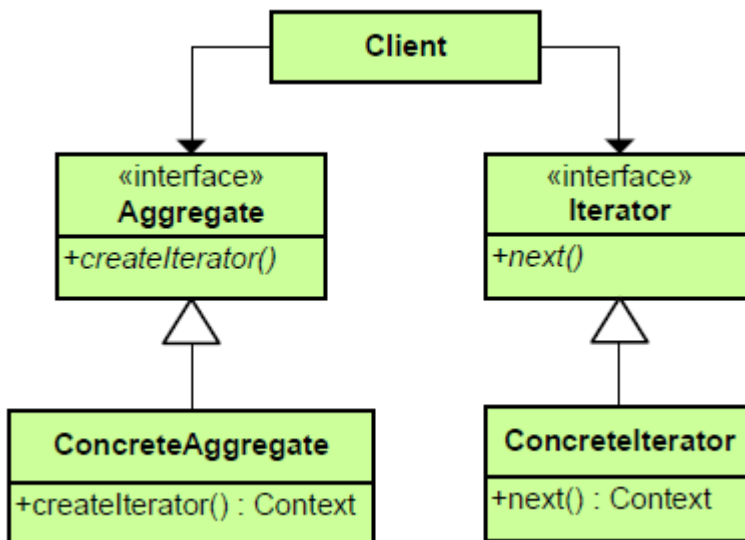 Client
«interface»
Aggregate
+createIterator()
«interface»
Iterator
+next()
ConcreteAggregate
+createIterator() : Context
ConcreteIterator
+next() : Context